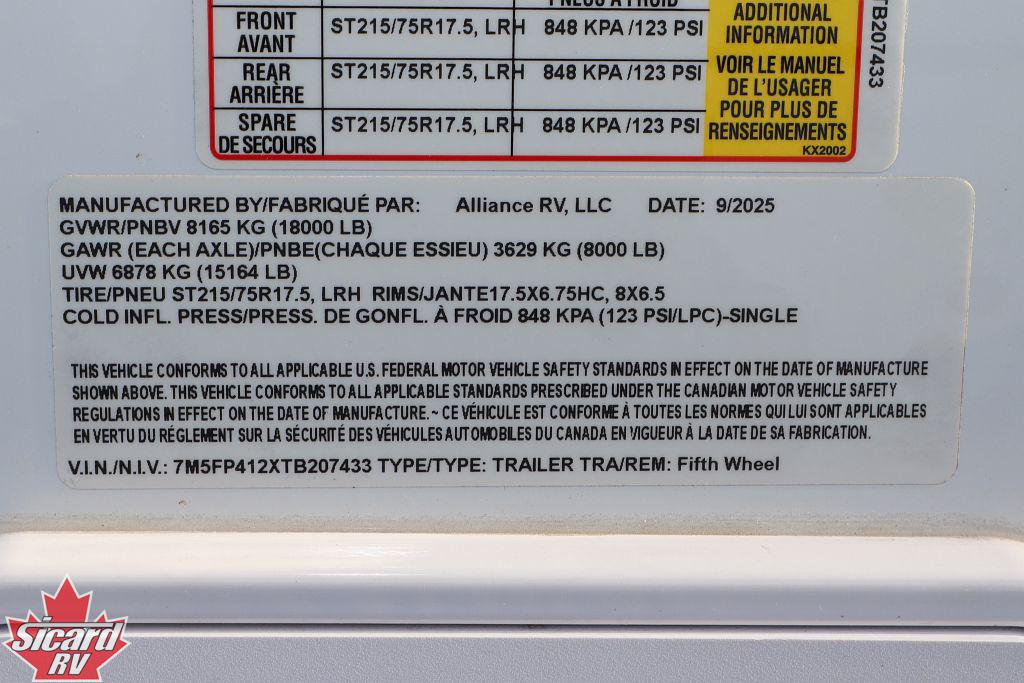 FRONT
AVANT
ST215/75R17.5, LRH 848 KPA /123 PSI
REAR
ARRIÈRE
ST215/75R17.5, LRH 848 KPA /123 PSI
SPARE
DE SECOURS
ST215/75R17.5, LRH 848 KPA /123 PSI
ADDITIONAL
INFORMATION
VOIR LE MANUEL
DE L'USAGER
POUR PLUS DE
RENSEIGNEMENTS
KX2002
TB207433
MANUFACTURED BY/FABRIQUÉ PAR: Alliance RV, LLC DATE: 9/2025
GVWR/PNBV 8165 KG (18000 LB)
GAWR (EACH AXLE)/PNBE(CHAQUE ESSIEU) 3629 KG (8000 LB)
UVW 6878 KG (15164 LB)
TIRE/PNEU ST215/75R17.5, LRH RIMS/JANTE17.5X6.75HC, 8X6.5
COLD INFL. PRESS/PRESS. DE GONFL. À FROID 848 KPA (123 PSI/LPC)-SINGLE
THIS VEHICLE CONFORMS TO ALL APPLICABLE U.S. FEDERAL MOTOR VEHICLE SAFETY STANDARDS IN EFFECT ON THE DATE OF MANUFACTURE
SHOWN ABOVE. THIS VEHICLE CONFORMS TO ALL APPLICABLE STANDARDS PRESCRIBED UNDER THE CANADIAN MOTOR VEHICLE SAFETY
REGULATIONS IN EFFECT ON THE DATE OF MANUFACTURE. ~ CE VÉHICULE EST CONFORME À TOUTES LES NORMES QUI LUI SONT APPLICABLES
EN VERTU DU RÉGLEMENT SUR LA SÉCURITÉ DES VÉHICULES AUTOMOBILES DU CANADA EN VIGUEUR À LA DATE DE SA FABRICATION.
V.I.N./N.I.V.: 7M5FP412XTB207433 TYPE/TYPE: TRAILER TRA/REM: Fifth Wheel
Sicard
RV